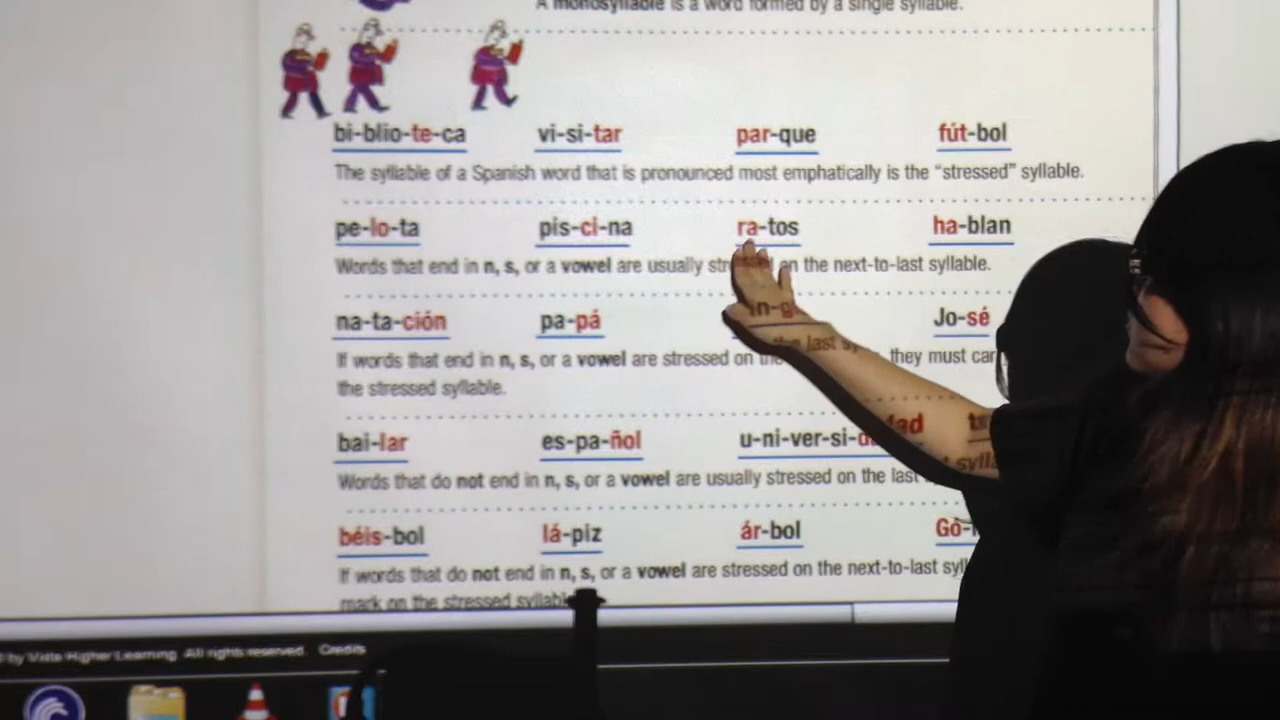 A monosyllable is a word formed by a single syllable.
bi-blio-te-ca vi-si-tar par-que fút-bol
The syllable of a Spanish word that is pronounced most emphatically is the “stressed” syllable.
pe-lo-ta pis-ci-na ra-tos ha-blan
Words that end in n, s, or a vowel are usually stressed on the next-to-last syllable.
na-ta-ción pa-pá in-g Jo-sé
If words that end in n, s, or a vowel are stressed on the last they must
the stressed syllable.
bai-lar es-pa-ñol u-ni-ver-si-dad
Words that do not end in n, s, or a vowel are usually stressed on the last
béis-bol lá-piz ár-bol Gó-
If words that do not end in n, s, or a vowel are stressed on the next-to-last
mark on the stressed syllable
by Vista Higher Learning. All rights reserved. Credits